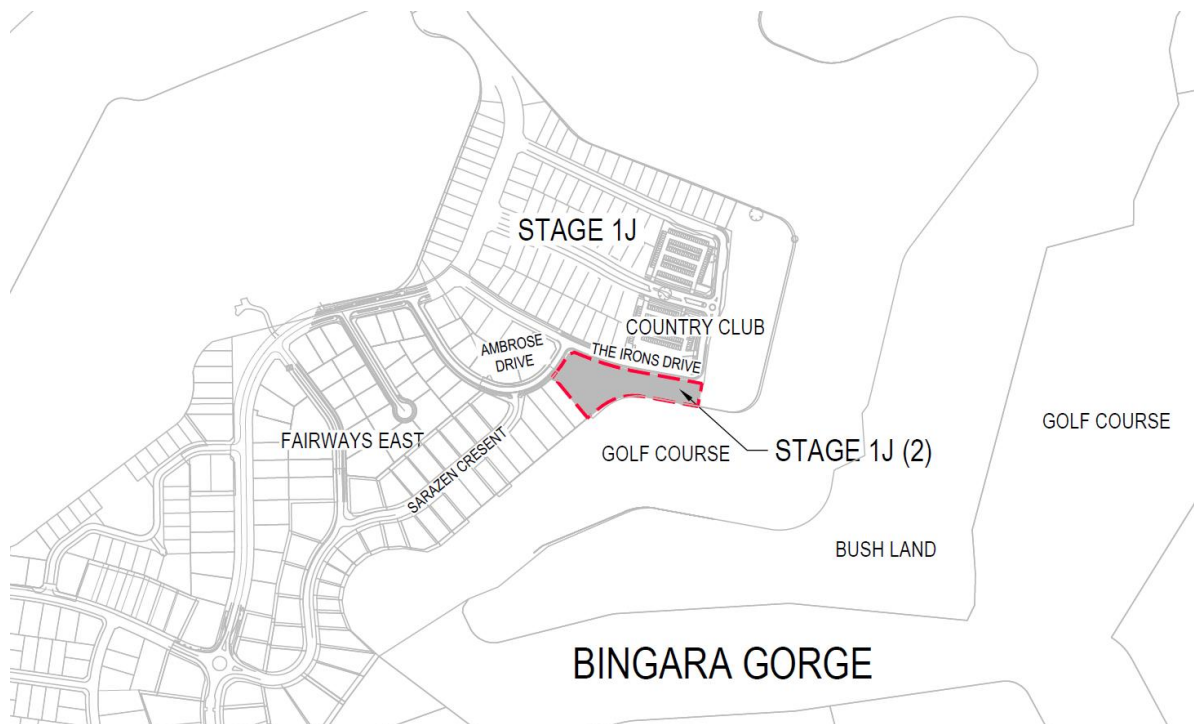 STAGE 1J
COUNTRY CLUB
AMBROSE
DRIVE
THE IRONS DRIVE
FAIRWAYS EAST
SARAZEN CRESENT
GOLF COURSE
STAGE 1J (2)
GOLF COURSE
BUSH LAND
BINGARA GORGE